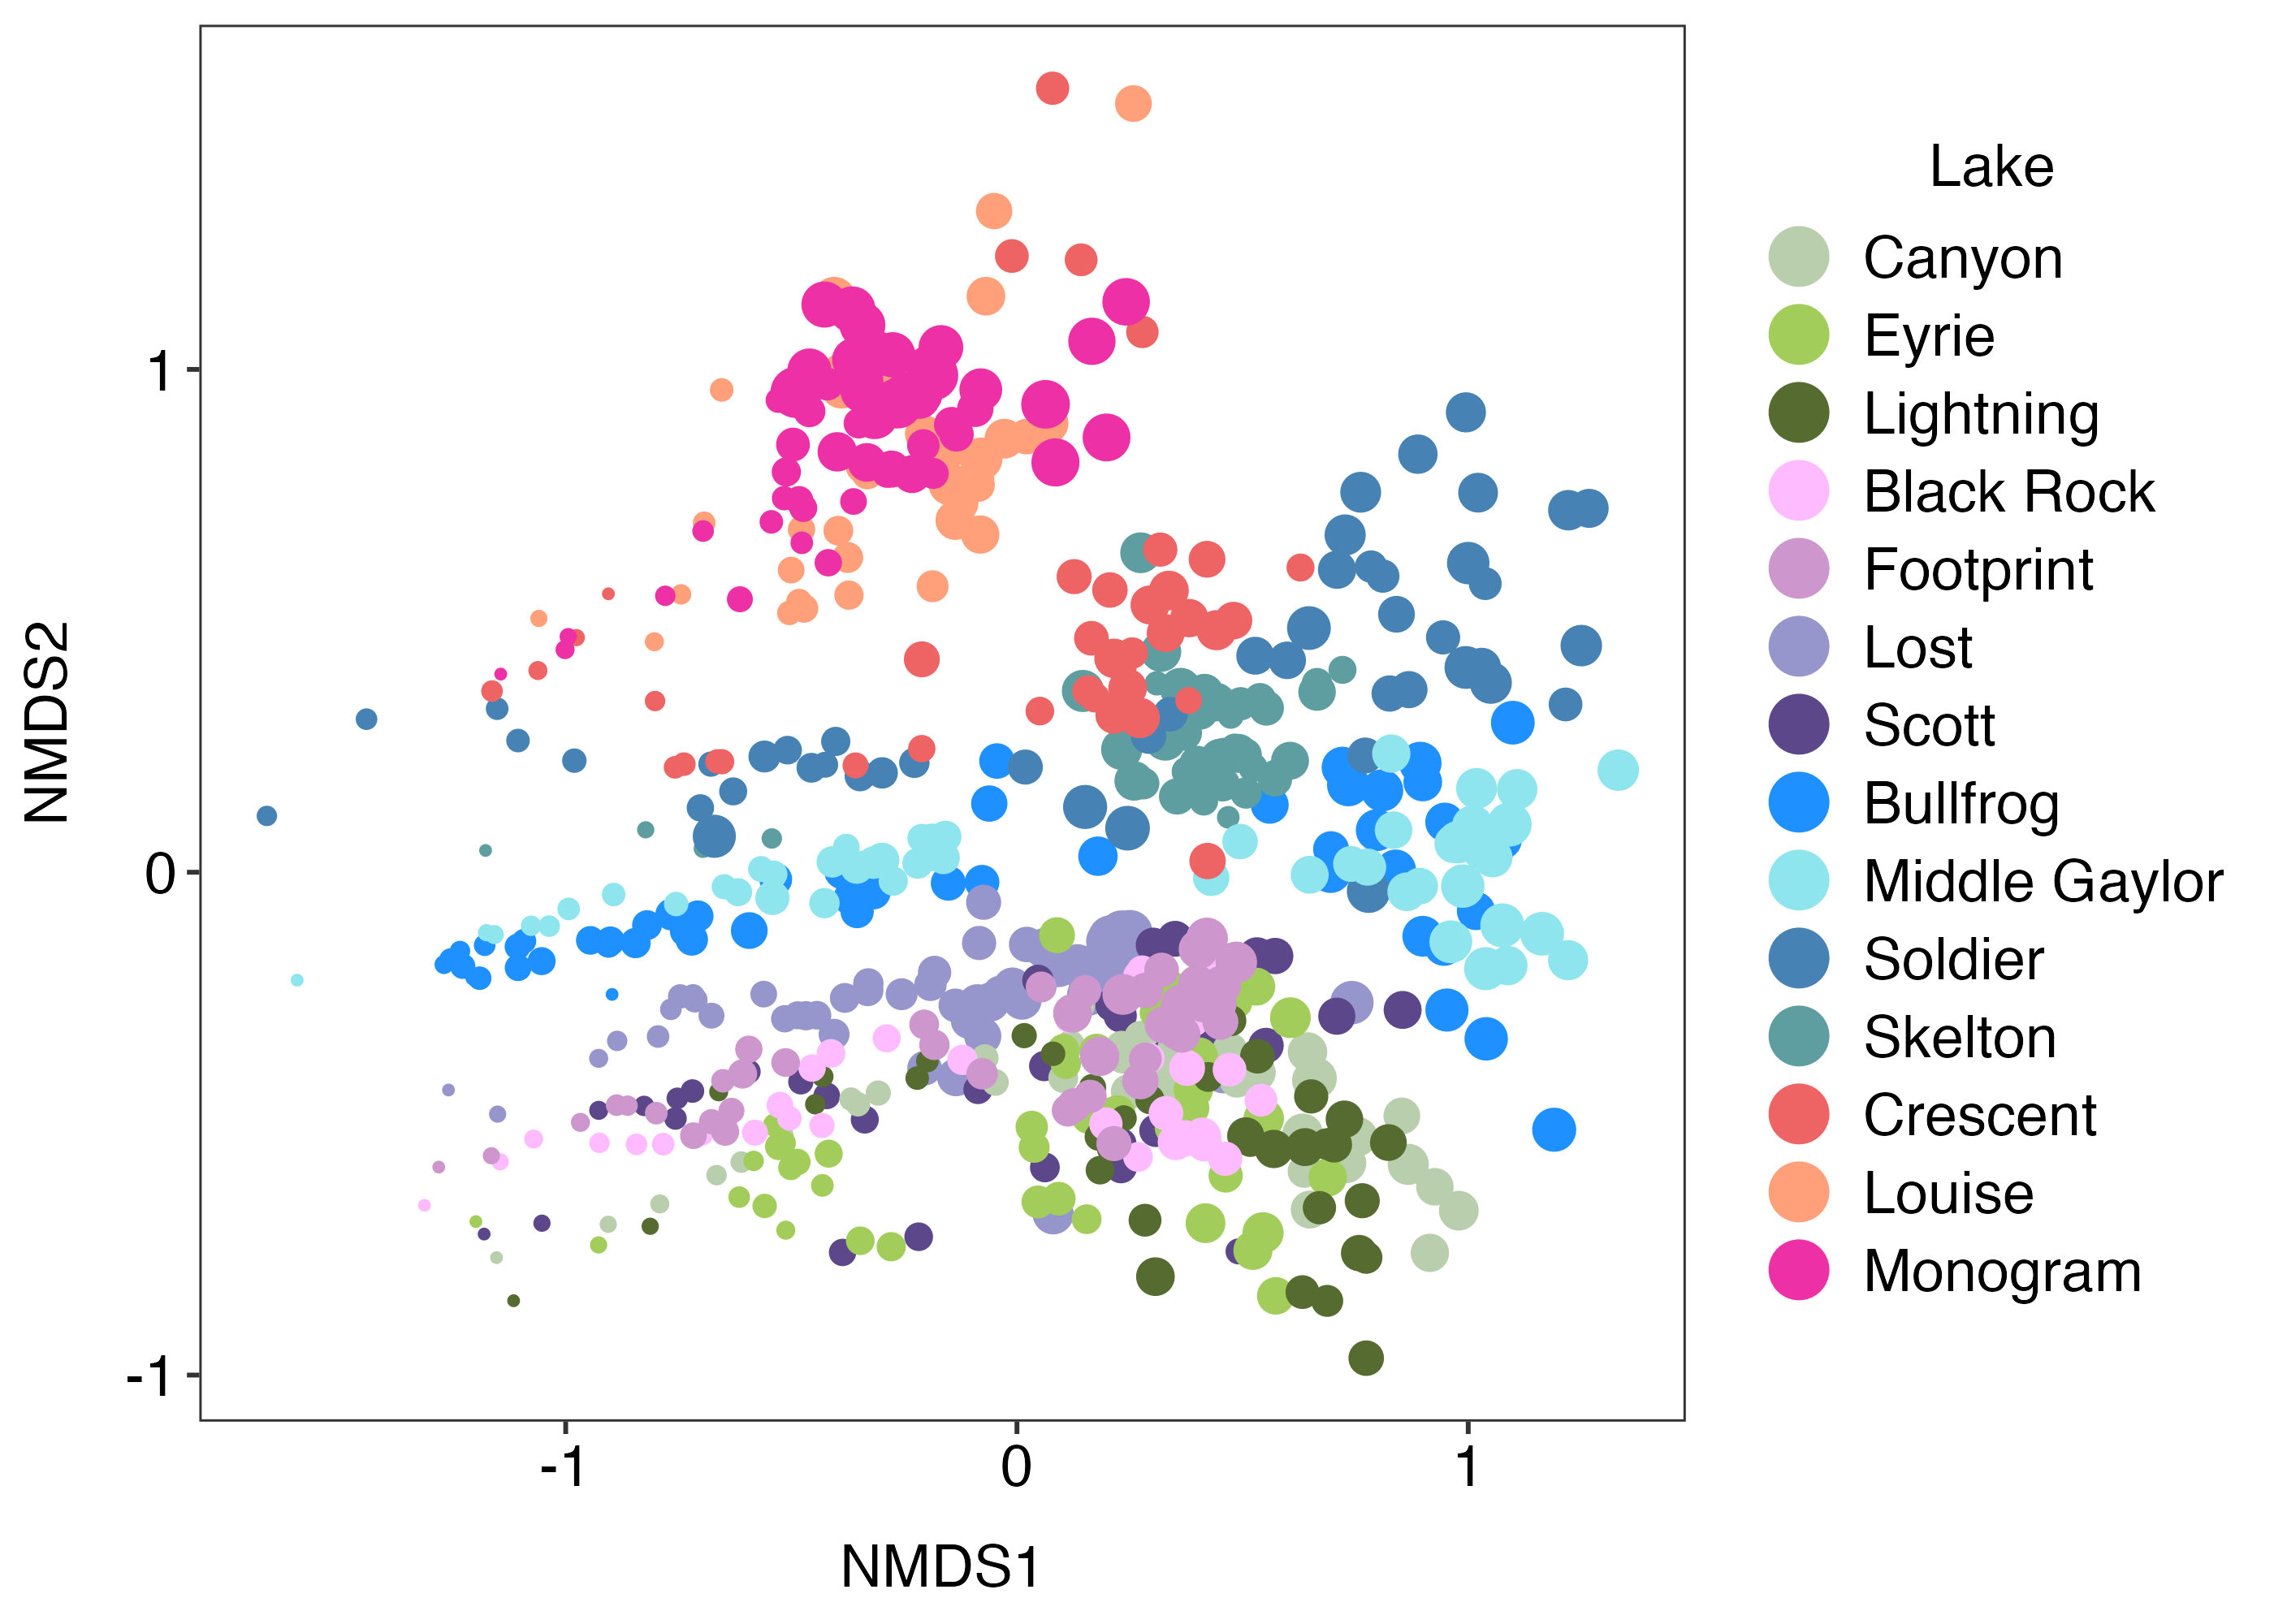 Lake
Canyon
Eyrie
Lightning
Black Rock
Footprint
Lost
Scott
Bullfrog
Middle Gaylor
Soldier
Skelton
Crescent
Louise
Monogram
NMDS2
1
0
-1
-1
0
1
NMDS1